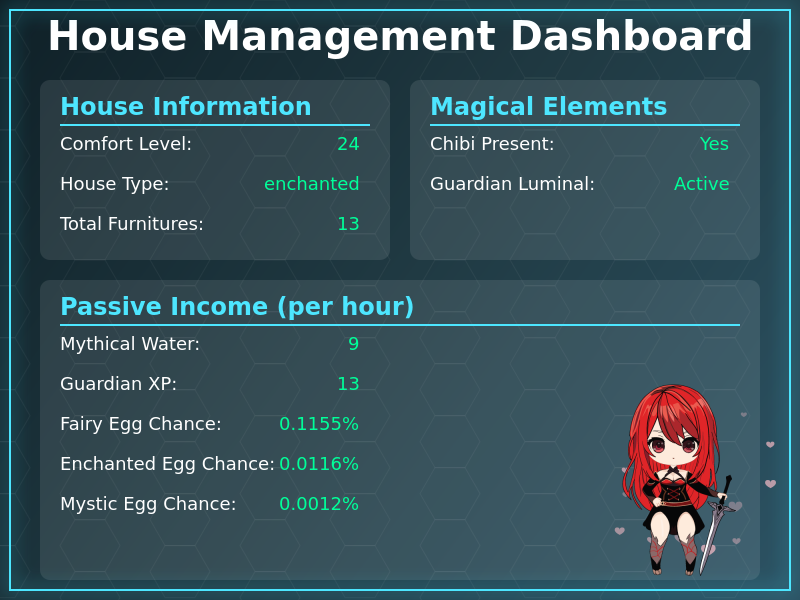 House Management Dashboard
House Information
Comfort Level: 24
House Type: enchanted
Total Furnitures: 13
Magical Elements
Chibi Present: Yes
Guardian Luminal: Active
Passive Income (per hour)
Mythical Water: 9
Guardian XP: 13
Fairy Egg Chance: 0.1155%
Enchanted Egg Chance: 0.0116%
Mystic Egg Chance: 0.0012%